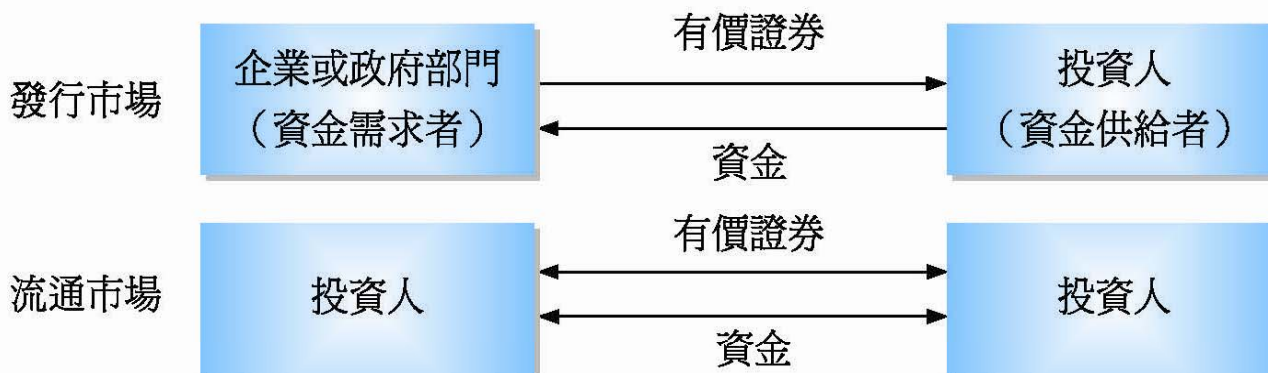 發行市場
企業或政府部門
（資金需求者）
有價證券
資金
投資人
（資金供給者）
流通市場
投資人
有價證券
資金
投資人